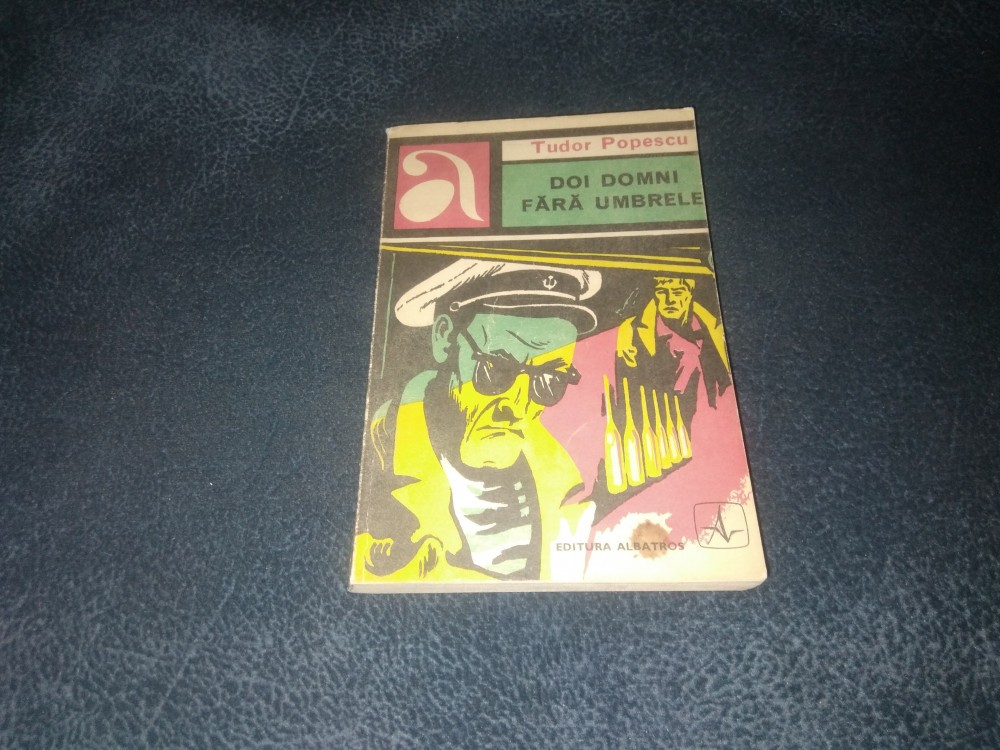 a
Tudor Popescu
DOI DOMNI
FĂRĂ UMBRELE
EDITURA ALBATROS